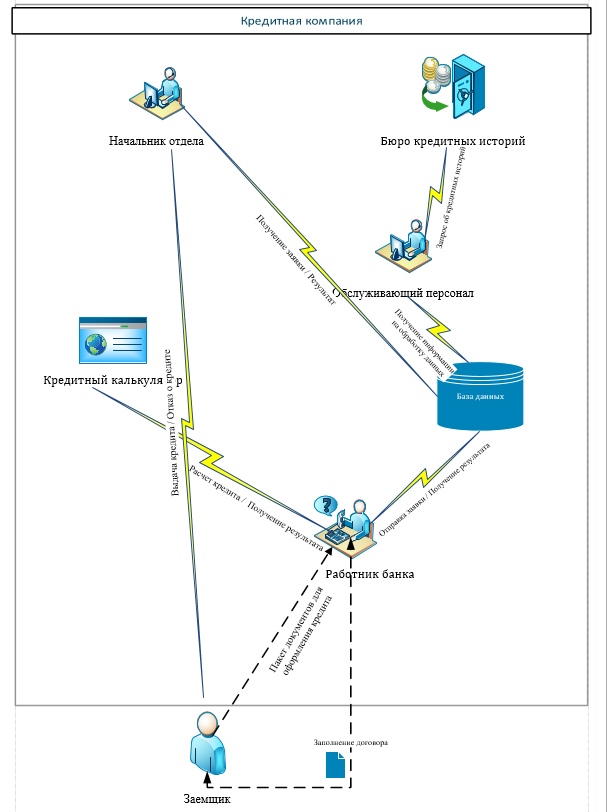 Кредитная компания
Начальник отдела
Бюро кредитных историй
Запрос об кредитных историй
Получение заявки / Результат
Обслуживающий персонал
Получение информации
на обработку данных
Кредитный калькуля р
База данных
Выдача кредита / Отказ о кредите
Расчет кредита / Получение результата
Отправка заявки / Получение результата
Работник банка
Пакет документов для
оформления кредита
Заполнение договора
Заемщик